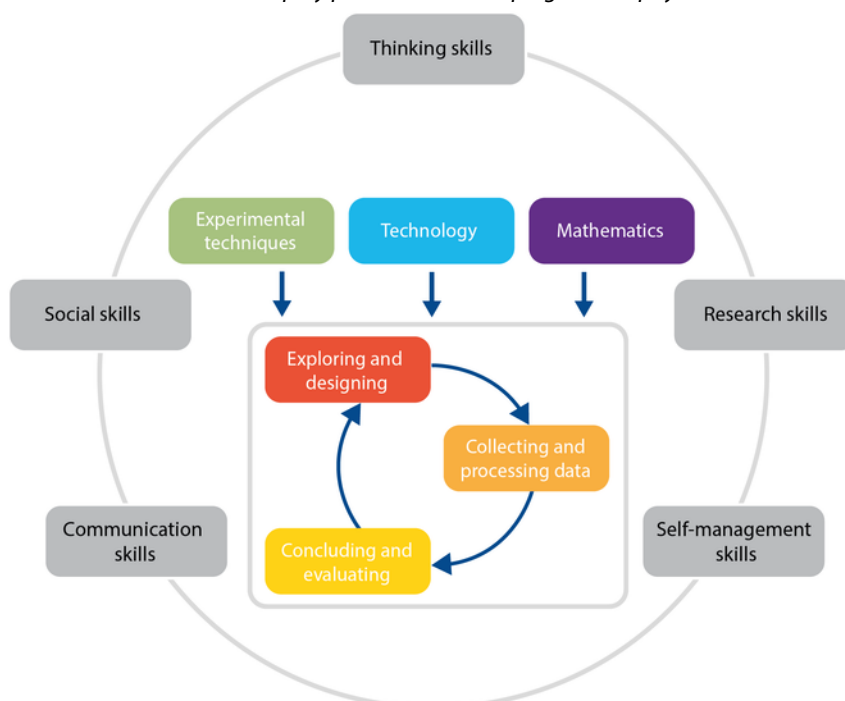 Thinking skills
Experimental
techniques
Technology
Mathematics
Social skills
Research skills
Exploring and
designing
Collecting and
processing data
Communication
skills
Self-management
skills
Concluding and
evaluating